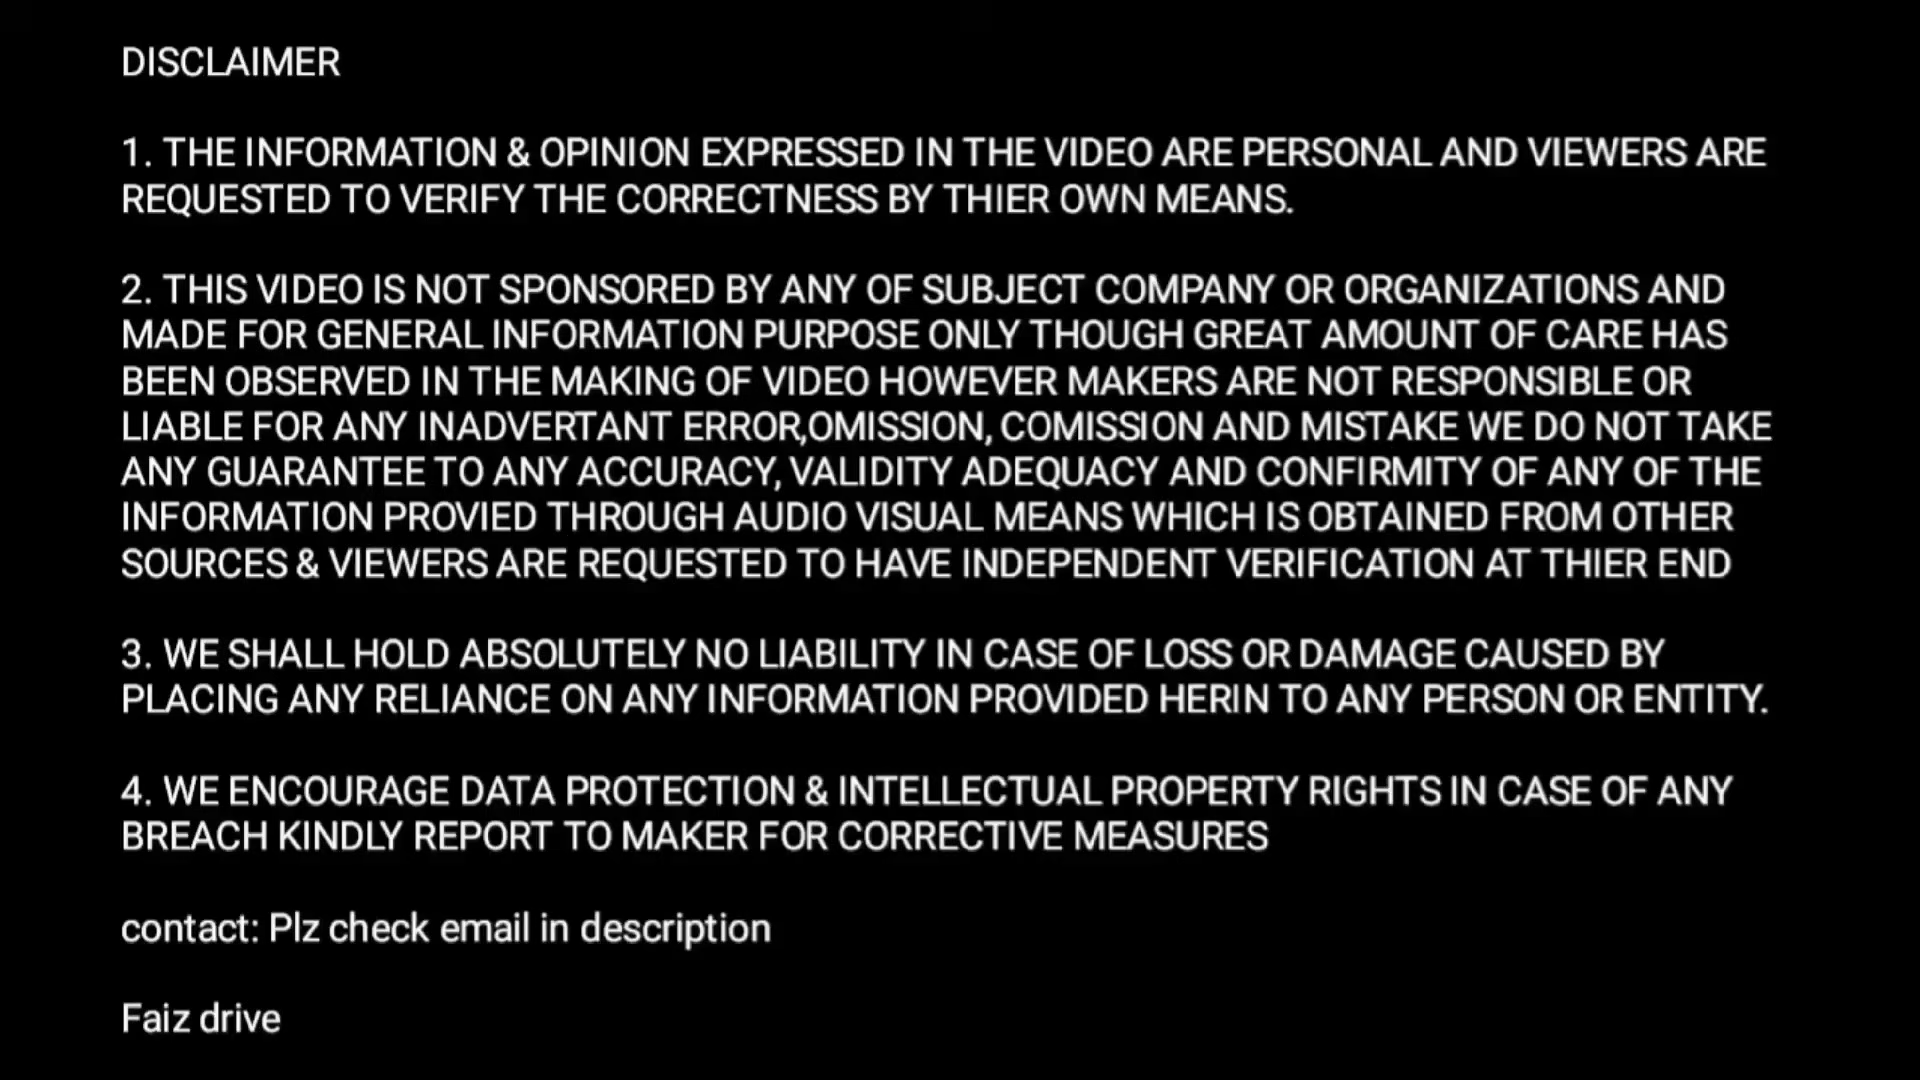 DISCLAIMER
1. THE INFORMATION & OPINION EXPRESSED IN THE VIDEO ARE PERSONAL AND VIEWERS ARE
REQUESTED TO VERIFY THE CORRECTNESS BY THIER OWN MEANS.
2. THIS VIDEO IS NOT SPONSORED BY ANY OF SUBJECT COMPANY OR ORGANIZATIONS AND
MADE FOR GENERAL INFORMATION PURPOSE ONLY THOUGH GREAT AMOUNT OF CARE HAS
BEEN OBSERVED IN THE MAKING OF VIDEO HOWEVER MAKERS ARE NOT RESPONSIBLE OR
LIABLE FOR ANY INADVERTANT ERROR,OMISSION, COMISSION AND MISTAKE WE DO NOT TAKE
ANY GUARANTEE TO ANY ACCURACY, VALIDITY ADEQUACY AND CONFIRMITY OF ANY OF THE
INFORMATION PROVIED THROUGH AUDIO VISUAL MEANS WHICH IS OBTAINED FROM OTHER
SOURCES & VIEWERS ARE REQUESTED TO HAVE INDEPENDENT VERIFICATION AT THIER END
3. WE SHALL HOLD ABSOLUTELY NO LIABILITY IN CASE OF LOSS OR DAMAGE CAUSED BY
PLACING ANY RELIANCE ON ANY INFORMATION PROVIDED HERIN TO ANY PERSON OR ENTITY.
4. WE ENCOURAGE DATA PROTECTION & INTELLECTUAL PROPERTY RIGHTS IN CASE OF ANY
BREACH KINDLY REPORT TO MAKER FOR CORRECTIVE MEASURES
contact: Plz check email in description
Faiz drive